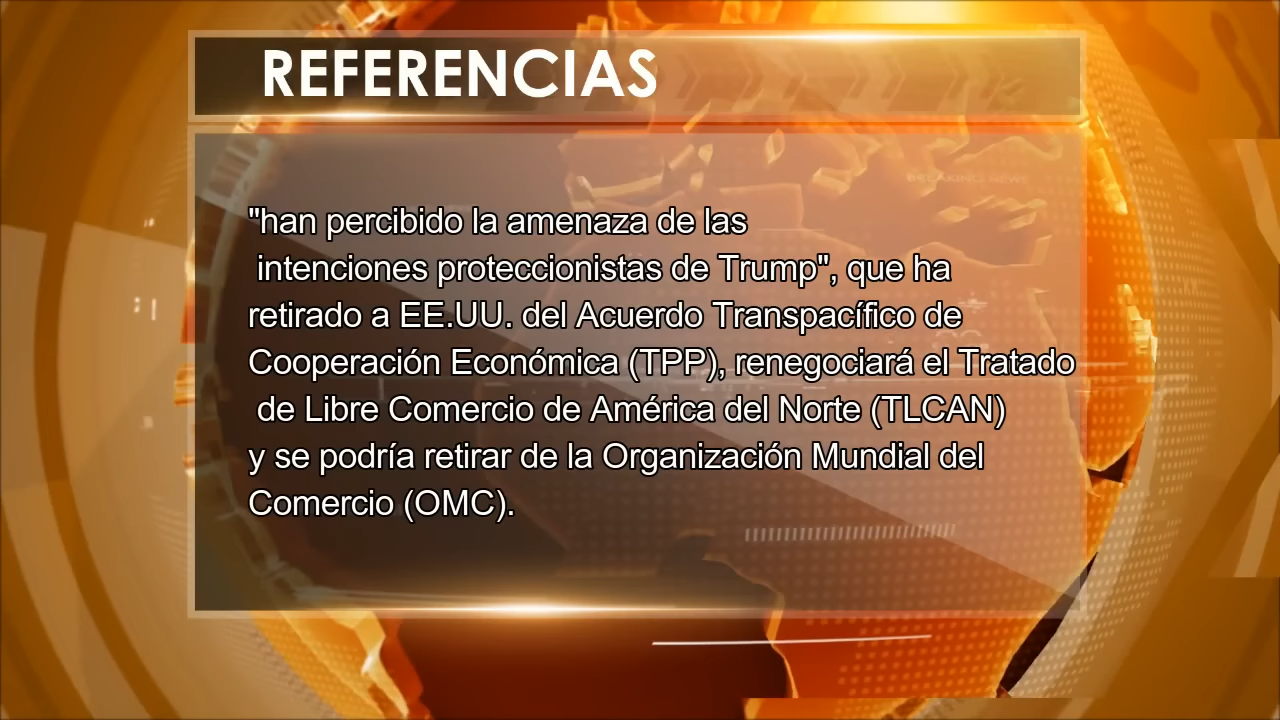 REFERENCIAS
BREAKING NEWS
"han percibido la amenaza de las
intenciones proteccionistas de Trump", que ha
retirado a EE.UU. del Acuerdo Transpacífico de
Cooperación Económica (TPP), renegociará el Tratado
de Libre Comercio de América del Norte (TLCAN)
y se podría retirar de la Organización Mundial del
Comercio (OMC).